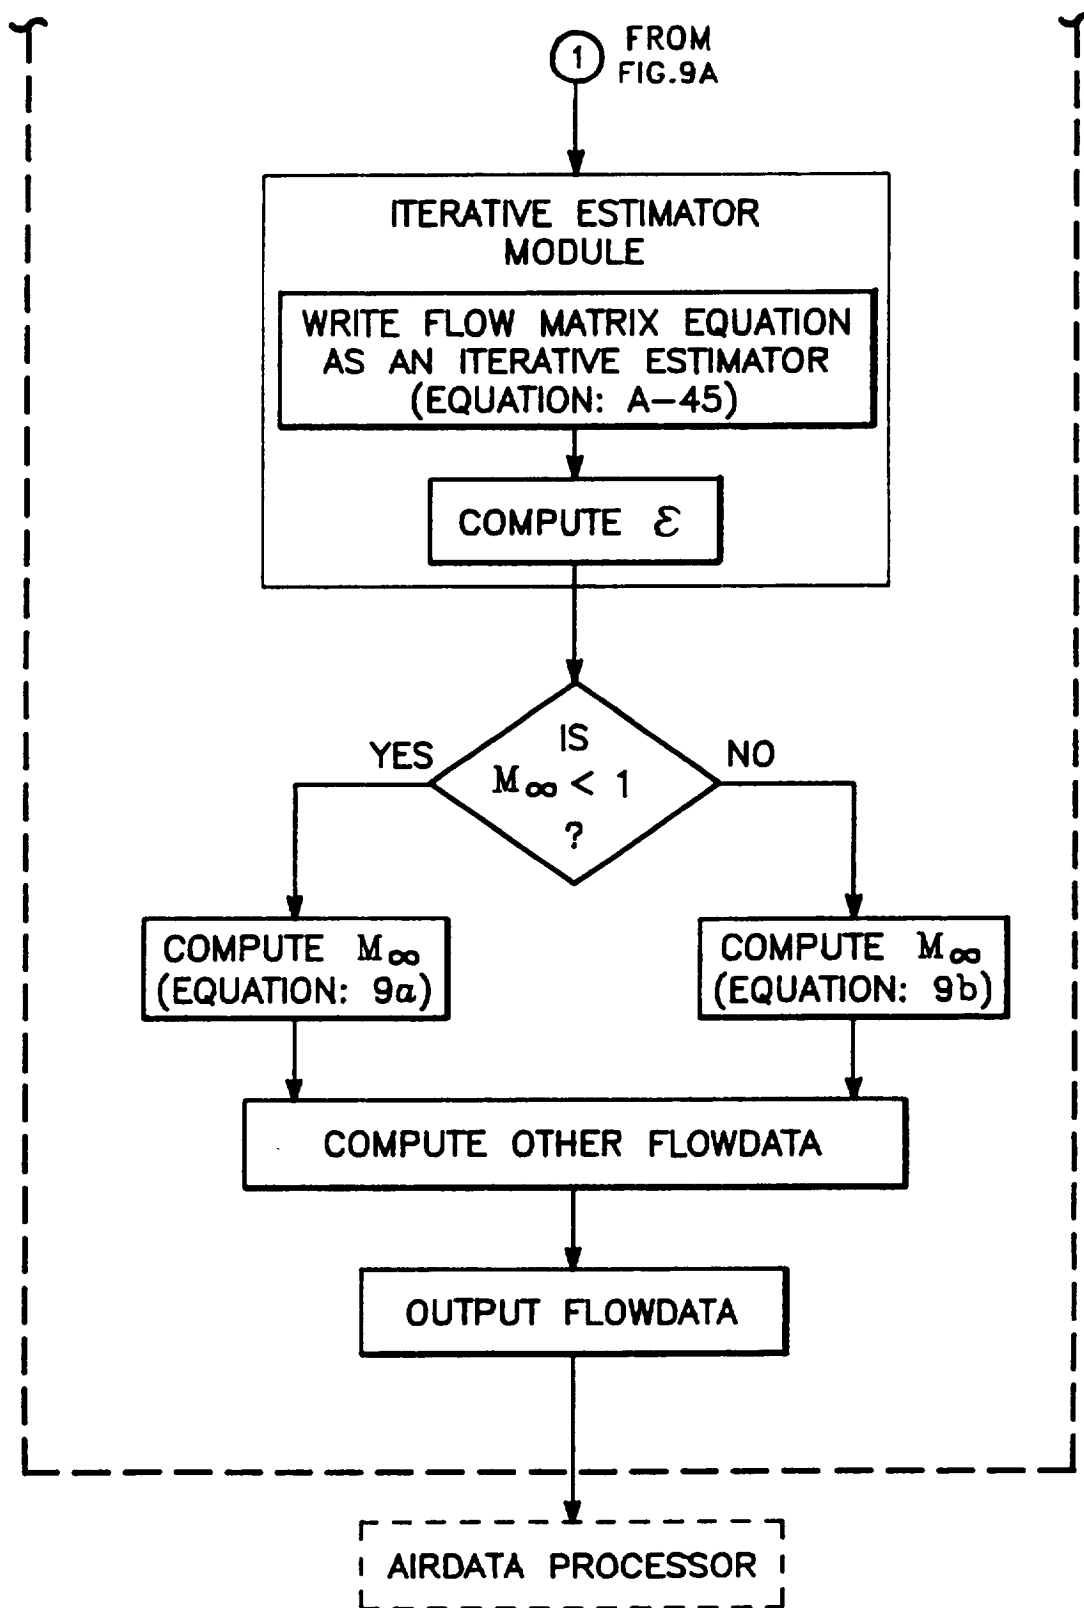 1
FROM
FIG.9A
ITERATIVE ESTIMATOR
MODULE
WRITE FLOW MATRIX EQUATION
AS AN ITERATIVE ESTIMATOR
(EQUATION: A-45)
COMPUTE ε
IS
M∞ < 1
?
YES
NO
COMPUTE M∞
(EQUATION: 9a)
COMPUTE M∞
(EQUATION: 9b)
COMPUTE OTHER FLOWDATA
OUTPUT FLOWDATA
AIRDATA PROCESSOR